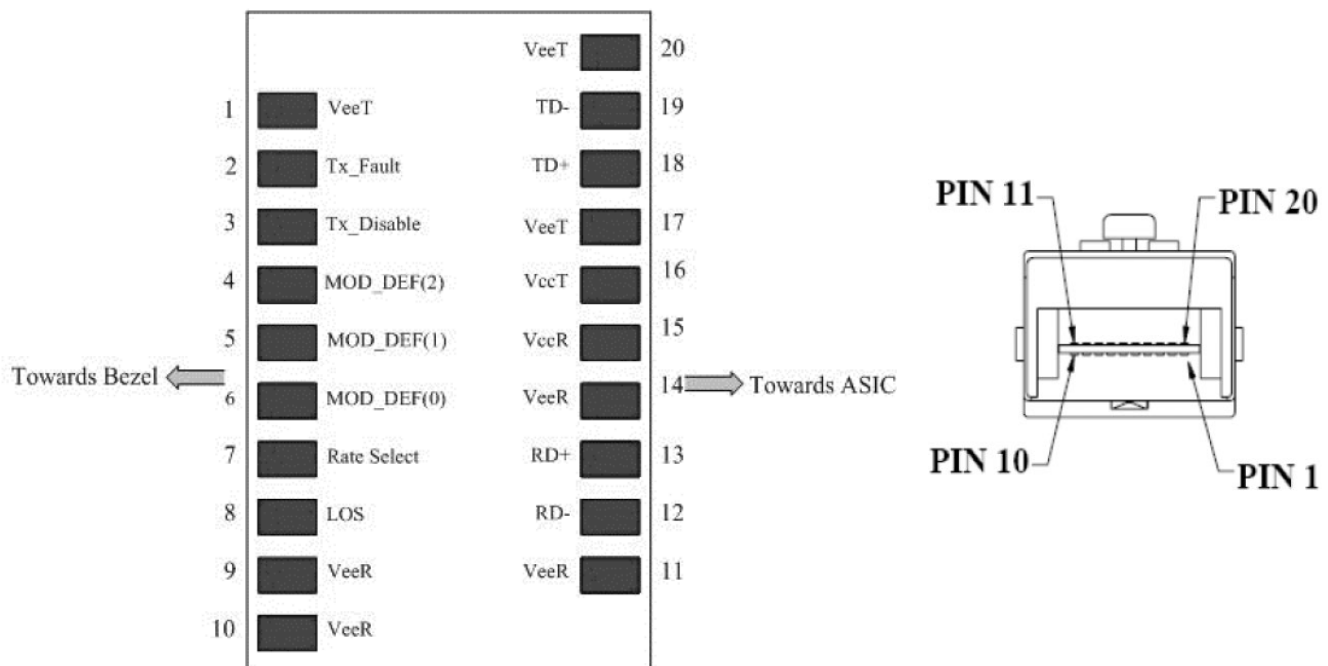 VeeT 20
1 VeeT TD- 19
2 Tx_Fault TD+ 18
3 Tx_Disable VeeT 17
4 MOD_DEF(2) VccT 16
5 MOD_DEF(1) VccR 15
Towards Bezel
6 MOD_DEF(0) VeeR 14
Towards ASIC
7 Rate Select RD+ 13
8 LOS RD- 12
9 VeeR VeeR 11
10 VeeR
PIN 11 PIN 20
PIN 10 PIN 1